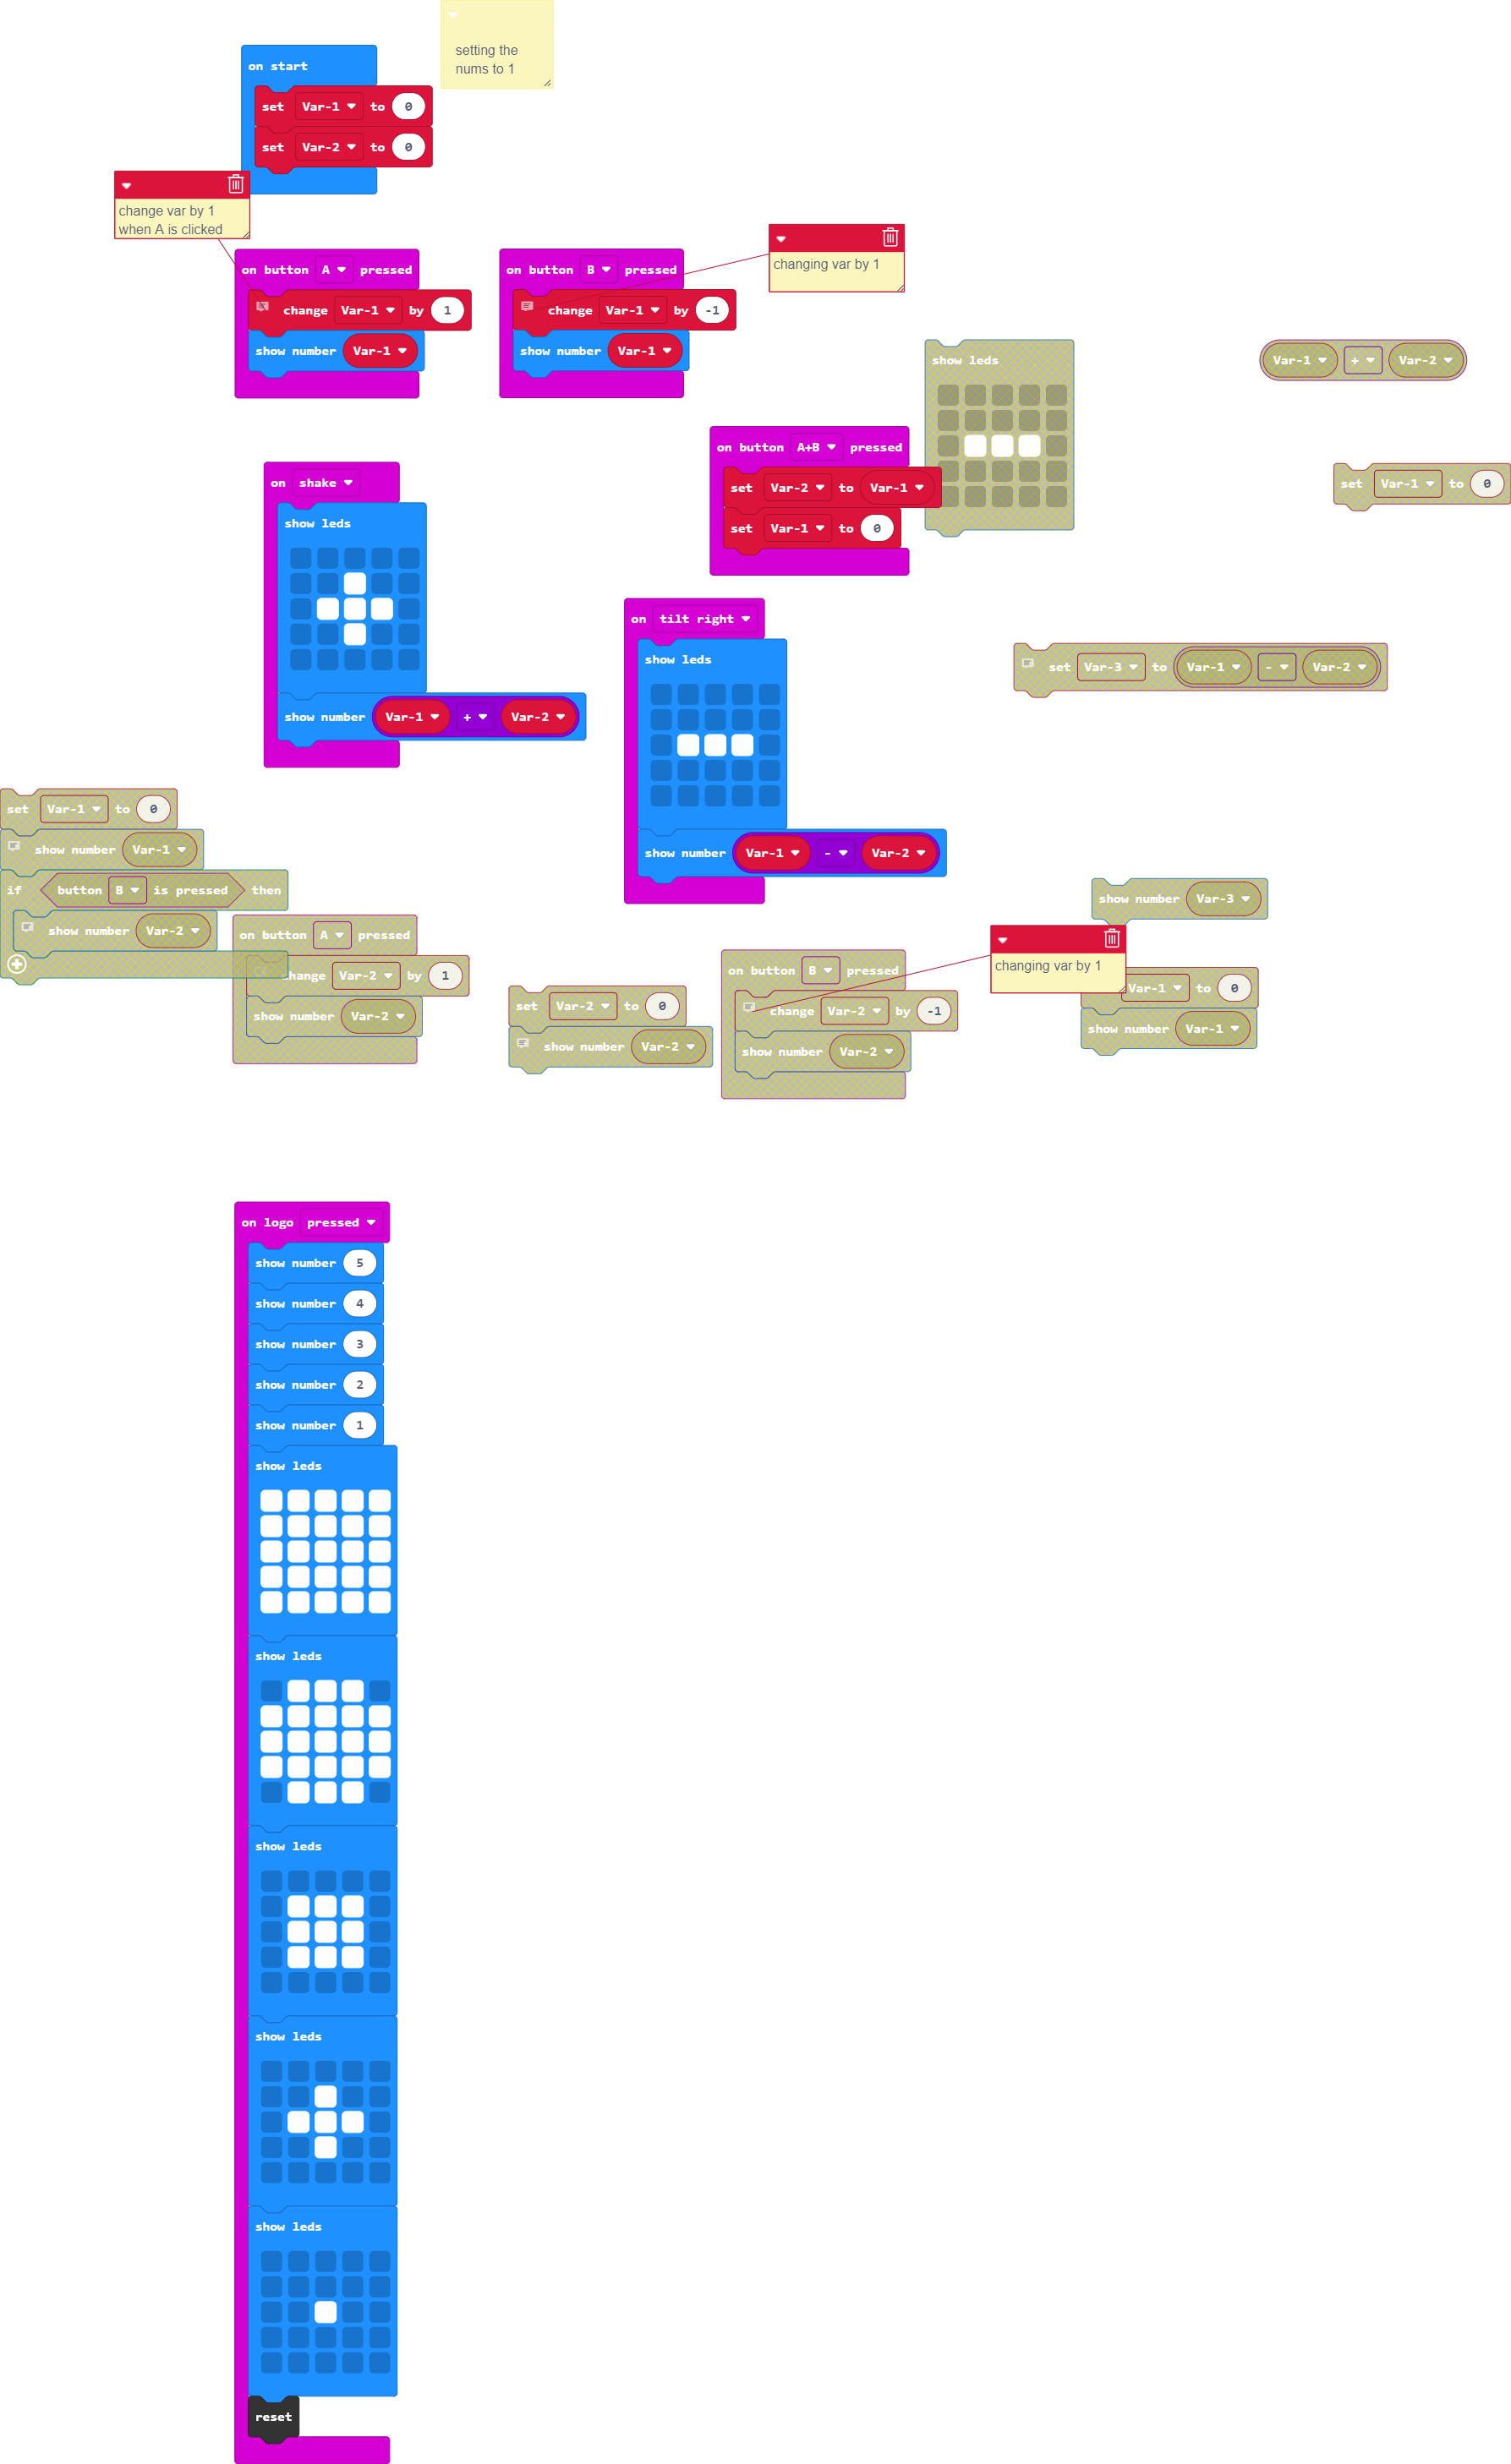 setting the
nums to 1
on start
set Var-1 to 0
set Var-2 to 0
change var by 1
when A is clicked
changing var by 1
on button A pressed
change Var-1 by 1
show number Var-1
on button B pressed
change Var-1 by -1
show number Var-1
show leds
Var-1 + Var-2
on button A+B pressed
set Var-2 to Var-1
set Var-1 to 0
set Var-1 to 0
on shake
show leds
show number Var-1 + Var-2
on tilt right
show leds
show number Var-1 - Var-2
set Var-3 to Var-1 - Var-2
set Var-1 to 0
show number Var-1
if button B is pressed then
show number Var-2
on button A pressed
change Var-2 by 1
show number Var-2
set Var-2 to 0
show number Var-2
on button B pressed
change Var-2 by -1
show number Var-2
show number Var-3
changing var by 1
Var-1 to 0
show number Var-1
on logo pressed
show number 5
show number 4
show number 3
show number 2
show number 1
show leds
show leds
show leds
show leds
show leds
reset